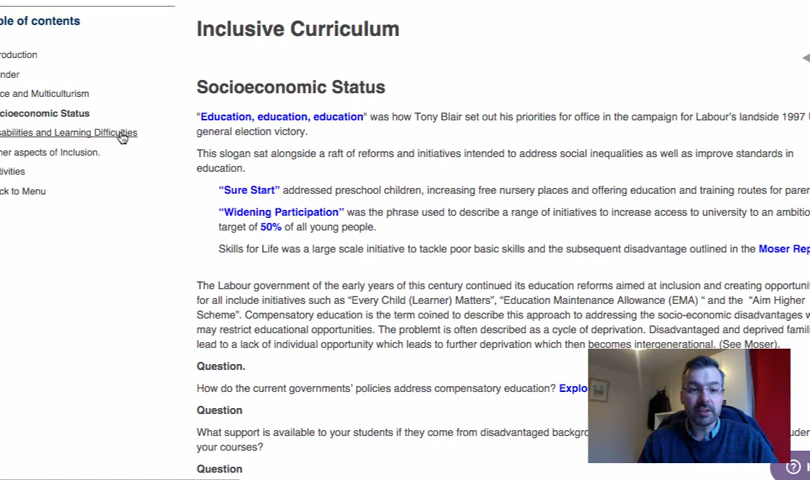 ble of contents
roduction
nder
ce and Multiculturism
cioeconomic Status
sabilities and Learning Difficulties
her aspects of Inclusion.
tivities
ck to Menu
Inclusive Curriculum
Socioeconomic Status
"Education, education, education" was how Tony Blair set out his priorities for office in the campaign for Labour's landside 1997 U
general election victory.
This slogan sat alongside a raft of reforms and initiatives intended to address social inequalities as well as improve standards in
education.
"Sure Start" addressed preschool children, increasing free nursery places and offering education and training routes for paren
"Widening Participation" was the phrase used to describe a range of initiatives to increase access to university to an ambitio
target of 50% of all young people.
Skills for Life was a large scale initiative to tackle poor basic skills and the subsequent disadvantage outlined in the Moser Rep
The Labour government of the early years of this century continued its education reforms aimed at inclusion and creating opportuni
for all include initiatives such as "Every Child (Learner) Matters", "Education Maintenance Allowance (EMA) " and the "Aim Higher
Scheme". Compensatory education is the term coined to describe this approach to addressing the socio-economic disadvantages w
may restrict educational opportunities. The problemt is often described as a cycle of deprivation. Disadvantaged and deprived famili
lead to a lack of individual opportunity which leads to further deprivation which then becomes intergenerational. (See Moser).
Question.
How do the current governments' policies address compensatory education? Explo
Question
What support is available to your students if they come from disadvantaged backgro uden
your courses?
Question
? H